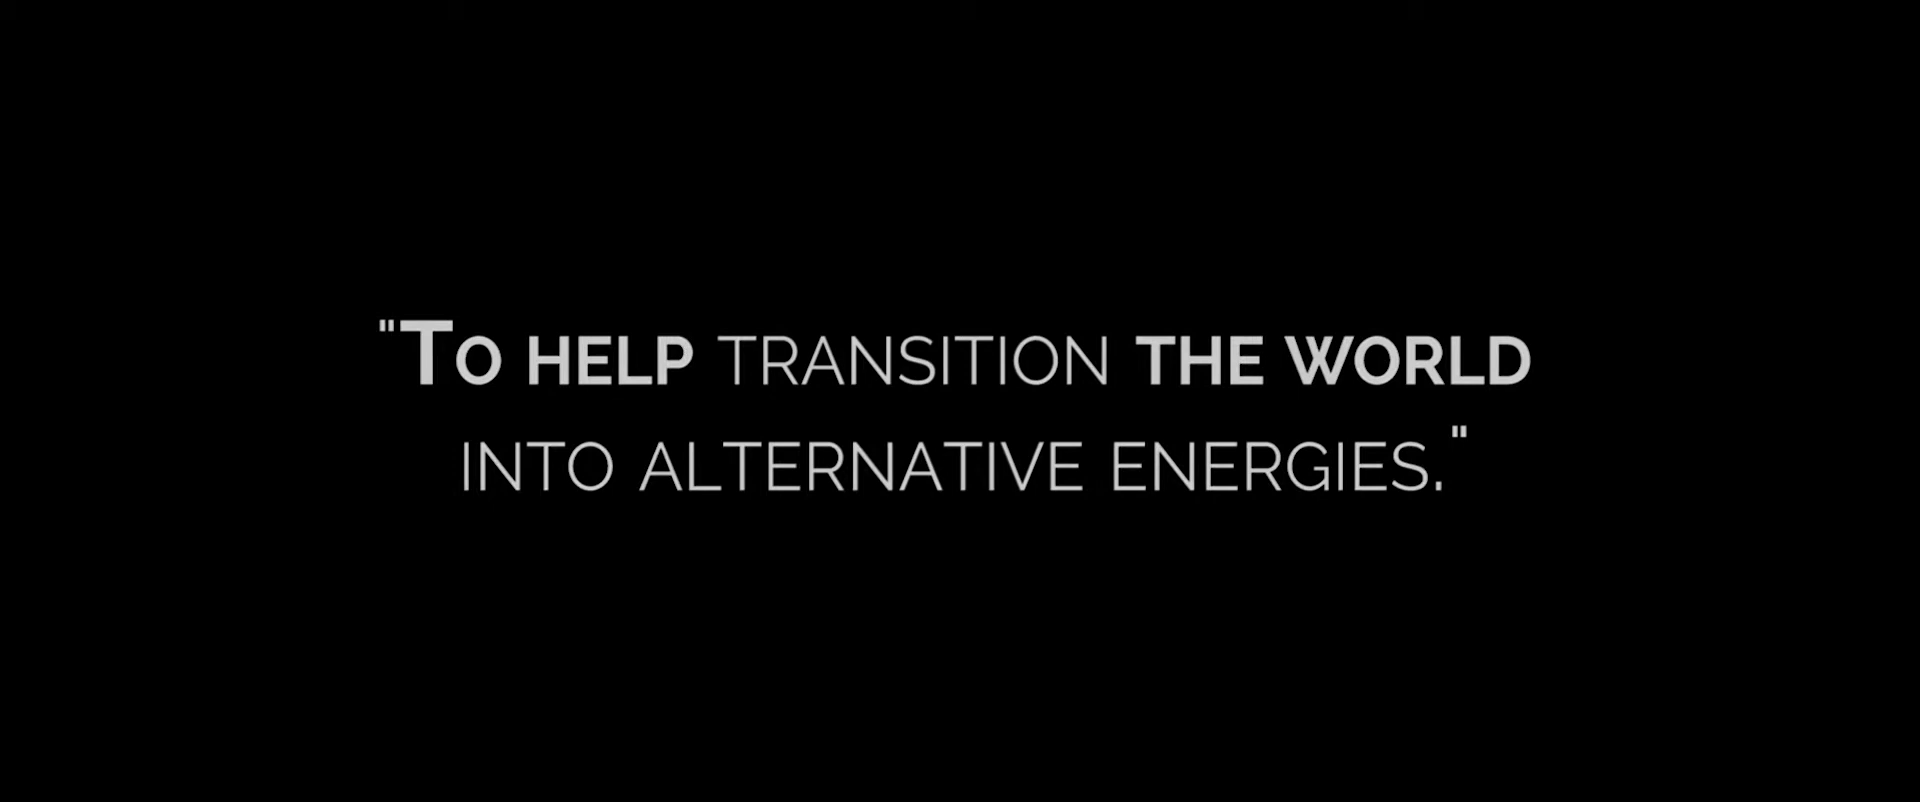 "To help transition the world
into alternative energies."